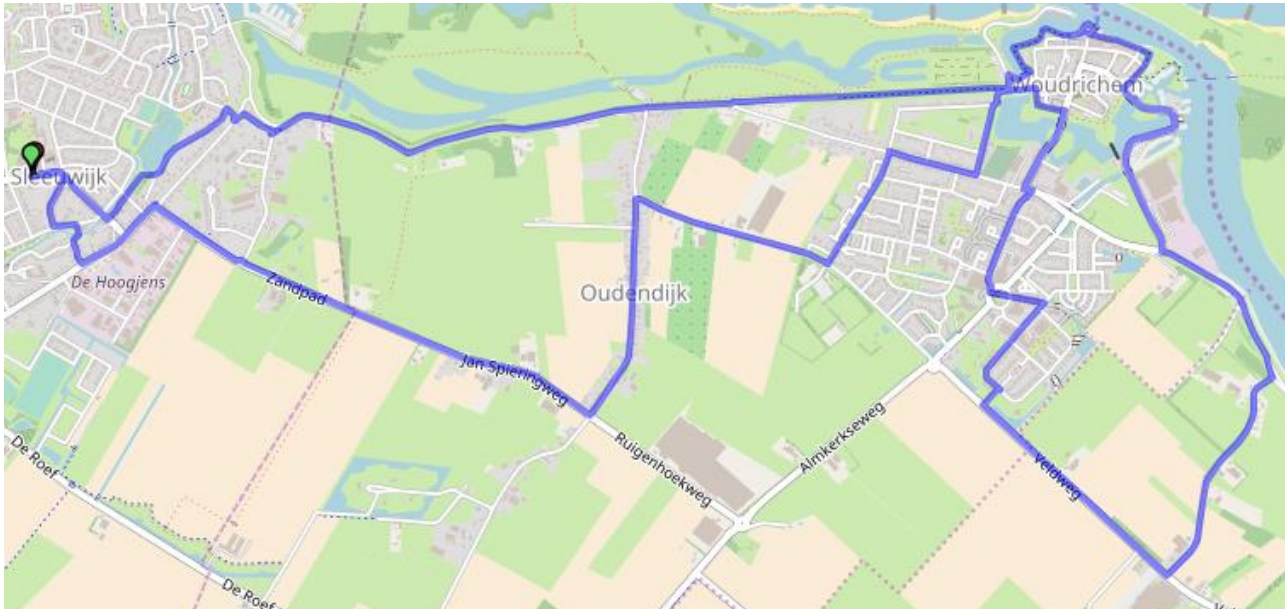 Woudrichem
Sleeuwijk
De Hoogjens
Zandpad
Oudendijk
Jan Spieringweg
Ruigenhoekweg
Almkerkseweg
Veldweg
De Roef
De Roef